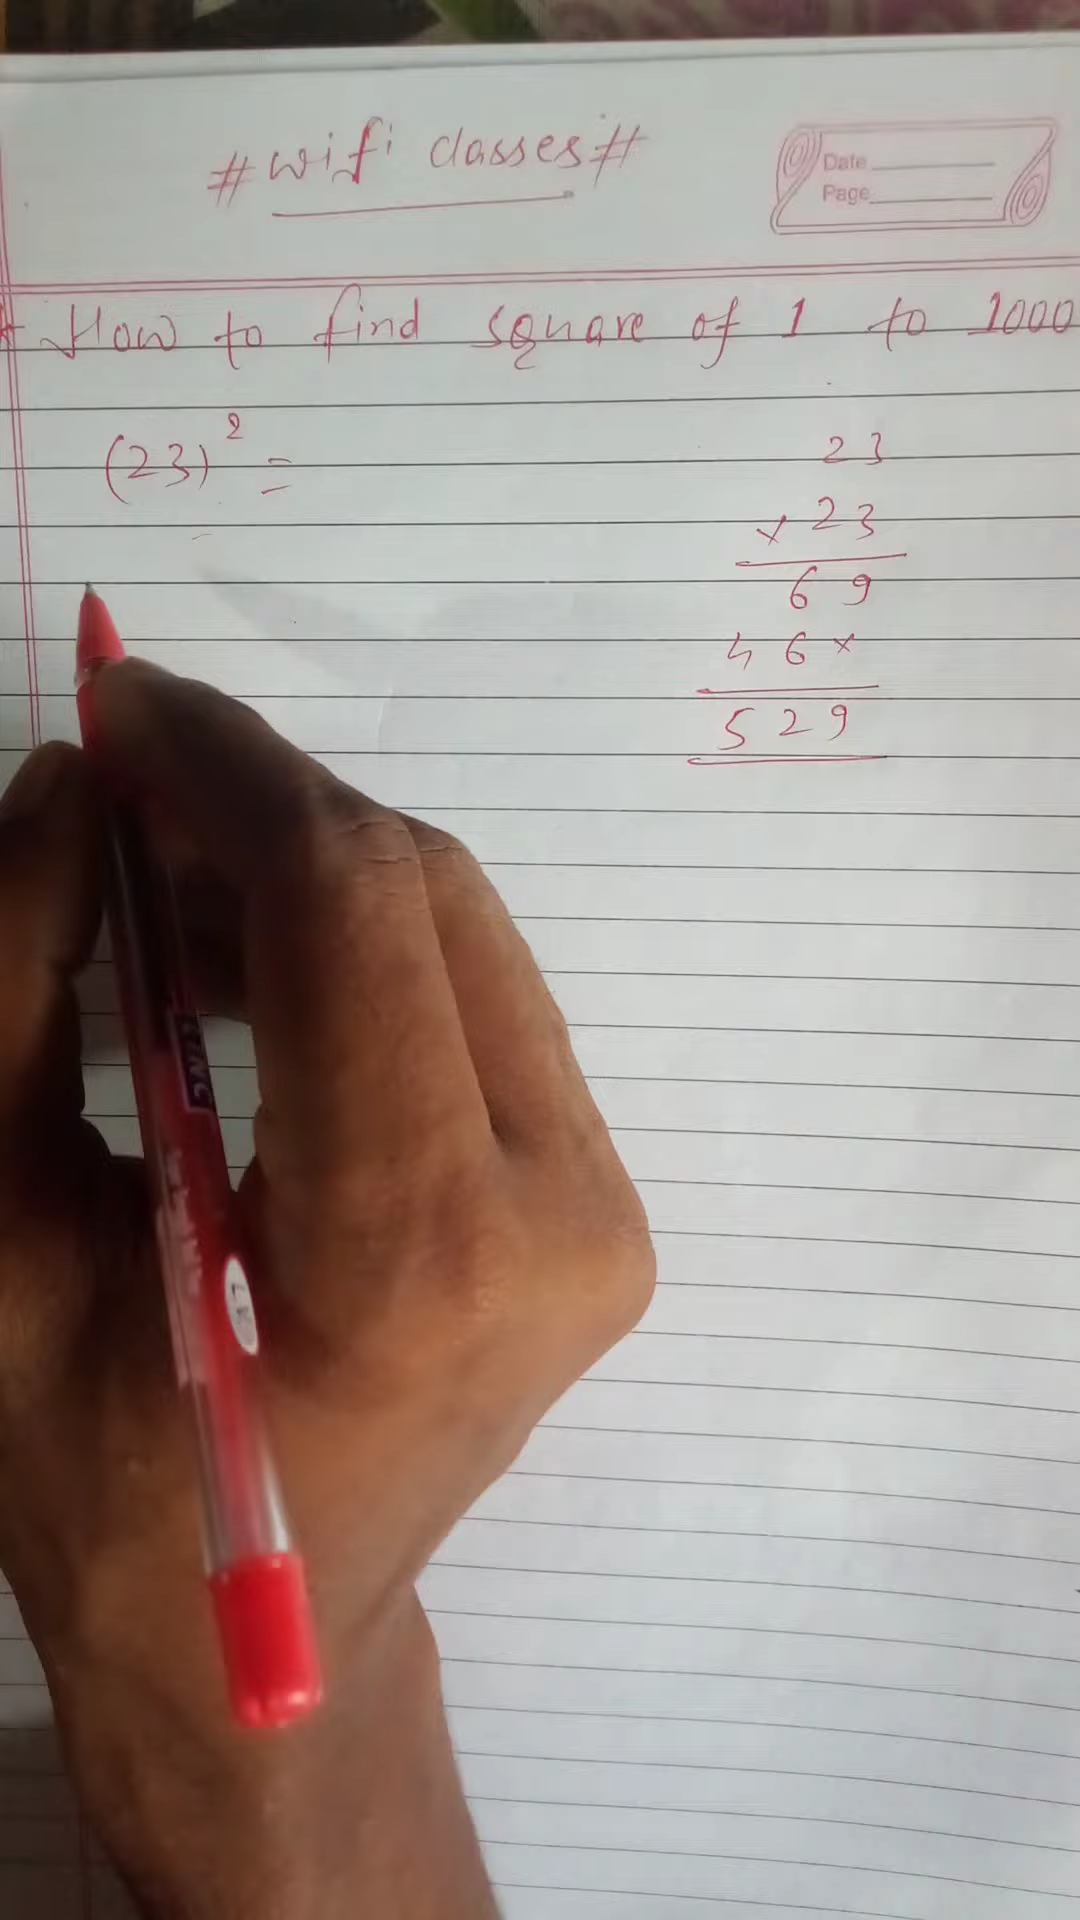 #wifi classes#
Date
Page
How to find square of 1 to 1000
(23)² =
23
× 23
69
46×
529
LINC